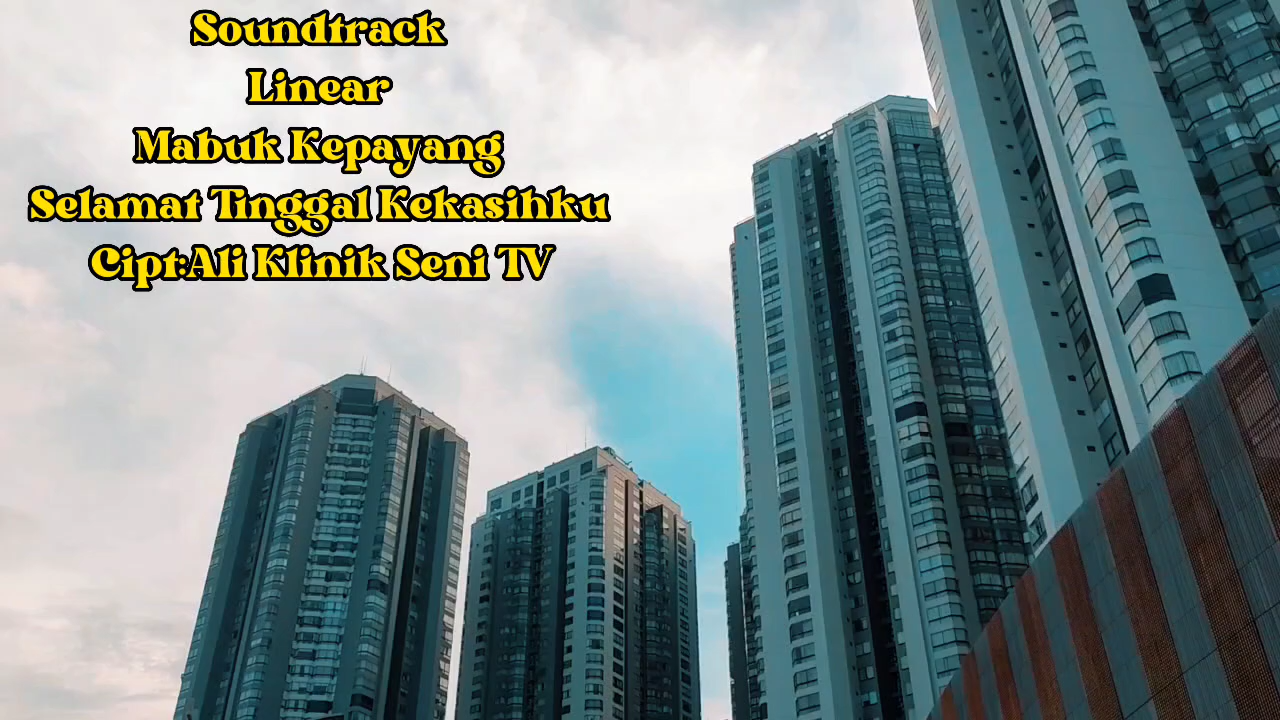 Soundtrack
Linear
Mabuk Kepayang
Selamat Tinggal Kekasihku
Cipt:Ali Klinik Seni TV